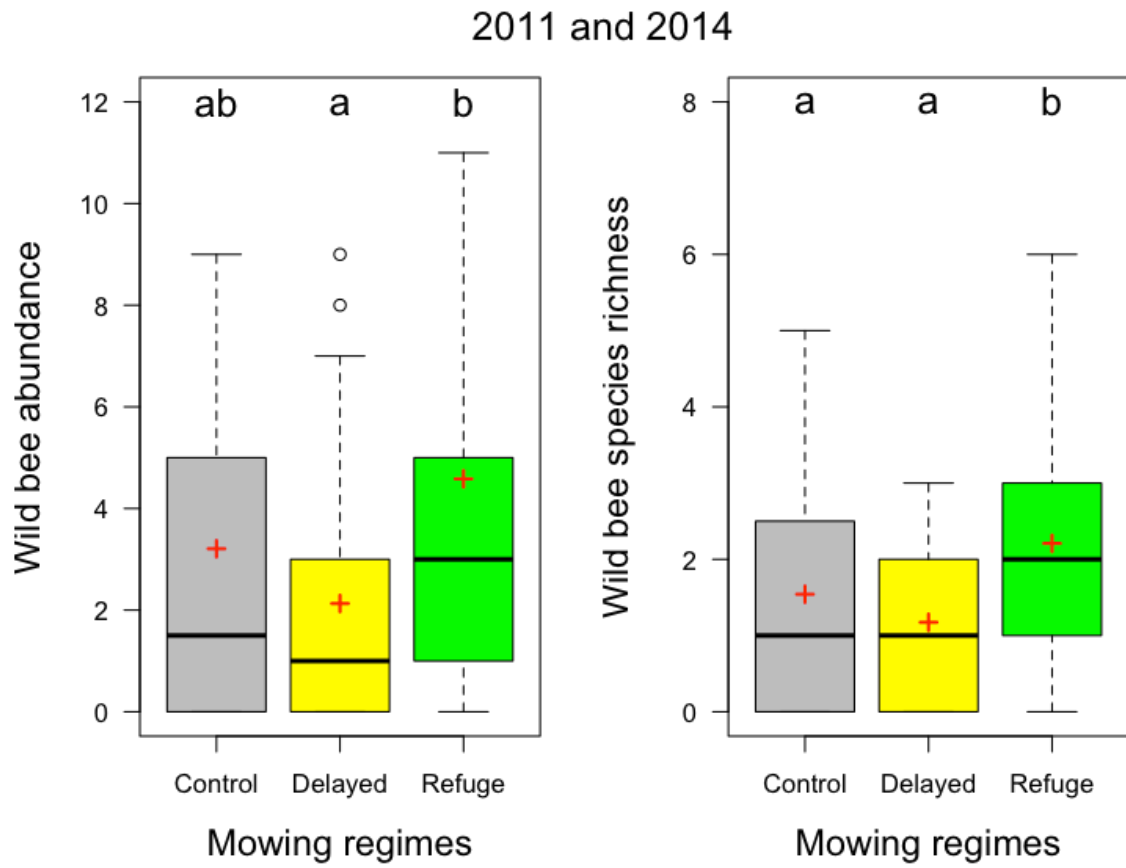 2011 and 2014
Wild bee abundance
12
10
8
6
4
2
0
ab a b
Control Delayed Refuge
Mowing regimes
Wild bee species richness
8
6
4
2
0
a a b
Control Delayed Refuge
Mowing regimes